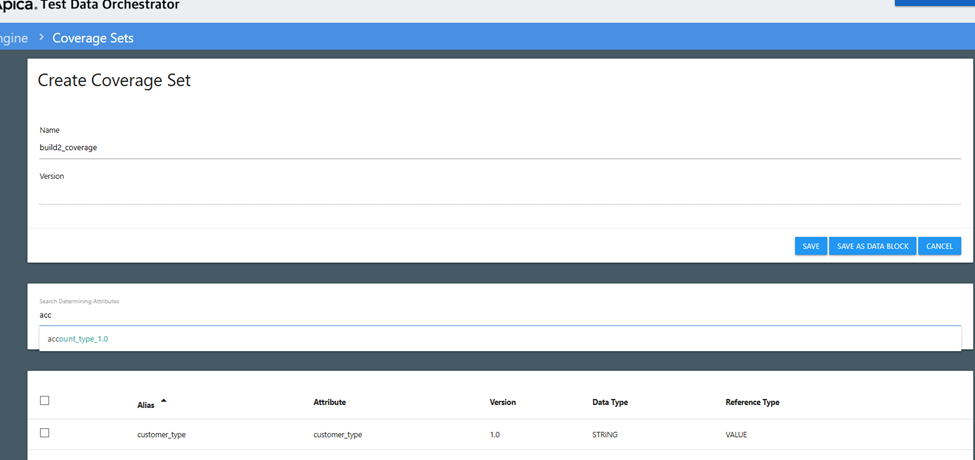 Apica. Test Data Orchestrator
ngine > Coverage Sets
Create Coverage Set
Name
build2_coverage
Version
SAVE SAVE AS DATA BLOCK CANCEL
Search Determining Attributes
acc
account_type_1.0
Alias Attribute Version Data Type Reference Type
customer_type customer_type 1.0 STRING VALUE